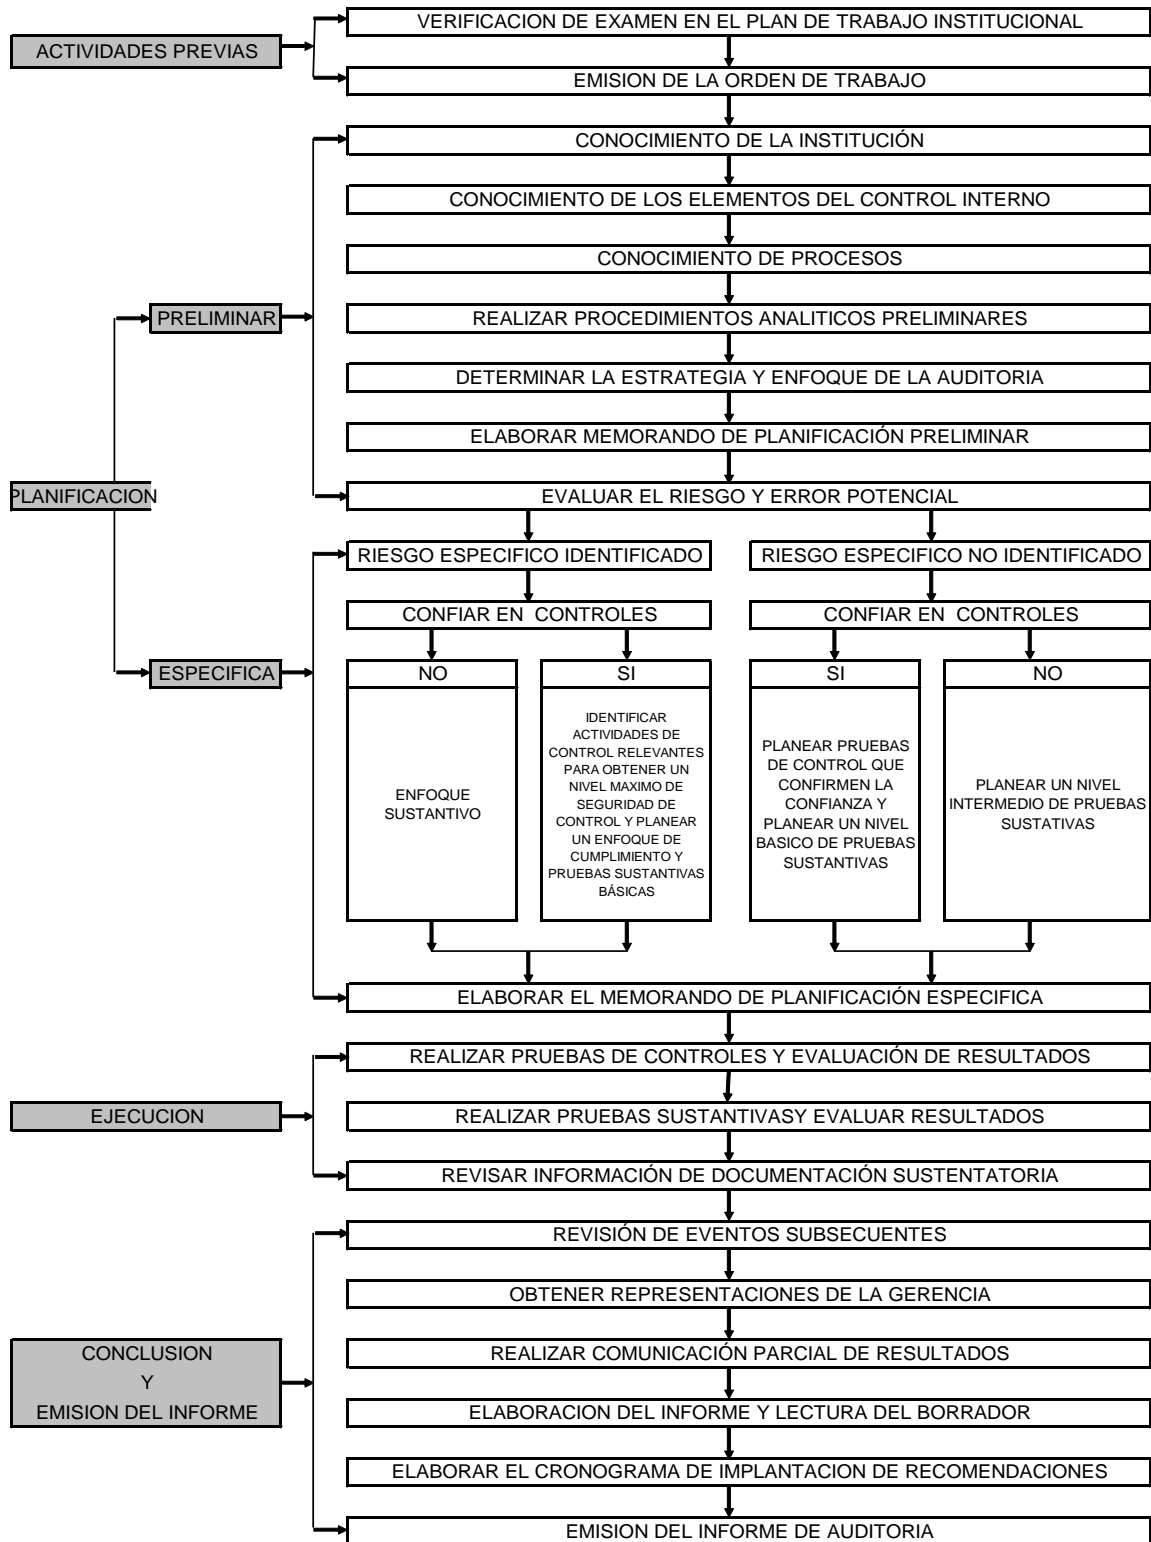 VERIFICACION DE EXAMEN EN EL PLAN DE TRABAJO INSTITUCIONAL
ACTIVIDADES PREVIAS
EMISION DE LA ORDEN DE TRABAJO
CONOCIMIENTO DE LA INSTITUCIÓN
CONOCIMIENTO DE LOS ELEMENTOS DEL CONTROL INTERNO
CONOCIMIENTO DE PROCESOS
PRELIMINAR
REALIZAR PROCEDIMIENTOS ANALITICOS PRELIMINARES
DETERMINAR LA ESTRATEGIA Y ENFOQUE DE LA AUDITORIA
ELABORAR MEMORANDO DE PLANIFICACIÓN PRELIMINAR
PLANIFICACION
EVALUAR EL RIESGO Y ERROR POTENCIAL
RIESGO ESPECIFICO IDENTIFICADO
RIESGO ESPECIFICO NO IDENTIFICADO
CONFIAR EN  CONTROLES
CONFIAR EN  CONTROLES
ESPECIFICA
NO
SI
SI
NO
ENFOQUE
SUSTANTIVO
IDENTIFICAR
ACTIVIDADES DE
CONTROL RELEVANTES
PARA OBTENER UN
NIVEL MAXIMO DE
SEGURIDAD DE
CONTROL Y PLANEAR
UN ENFOQUE DE
CUMPLIMIENTO Y
PRUEBAS SUSTANTIVAS
BÁSICAS
PLANEAR PRUEBAS
DE CONTROL QUE
CONFIRMEN LA
CONFIANZA Y
PLANEAR UN NIVEL
BASICO DE PRUEBAS
SUSTANTIVAS
PLANEAR UN NIVEL
INTERMEDIO DE PRUEBAS
SUSTATIVAS
ELABORAR EL MEMORANDO DE PLANIFICACIÓN ESPECIFICA
REALIZAR PRUEBAS DE CONTROLES Y EVALUACIÓN DE RESULTADOS
EJECUCION
REALIZAR PRUEBAS SUSTANTIVASY EVALUAR RESULTADOS
REVISAR INFORMACIÓN DE DOCUMENTACIÓN SUSTENTATORIA
REVISIÓN DE EVENTOS SUBSECUENTES
OBTENER REPRESENTACIONES DE LA GERENCIA
CONCLUSION
Y
EMISION DEL INFORME
REALIZAR COMUNICACIÓN PARCIAL DE RESULTADOS
ELABORACION DEL INFORME Y LECTURA DEL BORRADOR
ELABORAR EL CRONOGRAMA DE IMPLANTACION DE RECOMENDACIONES
EMISION DEL INFORME DE AUDITORIA